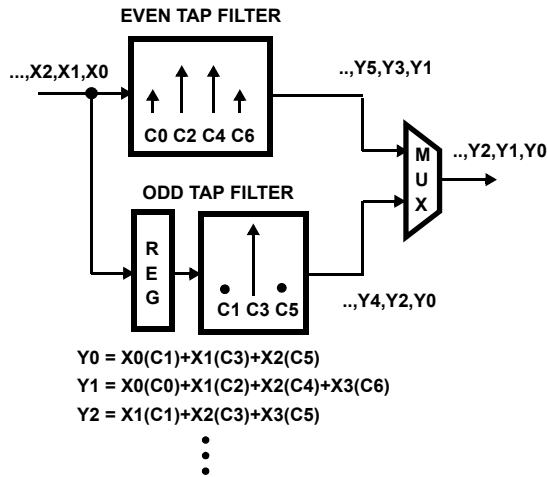 EVEN TAP FILTER
...,X2,X1,X0
C0 C2 C4 C6
..,Y5,Y3,Y1
MUX
..,Y2,Y1,Y0
ODD TAP FILTER
REG
C1 C3 C5
..,Y4,Y2,Y0
Y0 = X0(C1)+X1(C3)+X2(C5)
Y1 = X0(C0)+X1(C2)+X2(C4)+X3(C6)
Y2 = X1(C1)+X2(C3)+X3(C5)